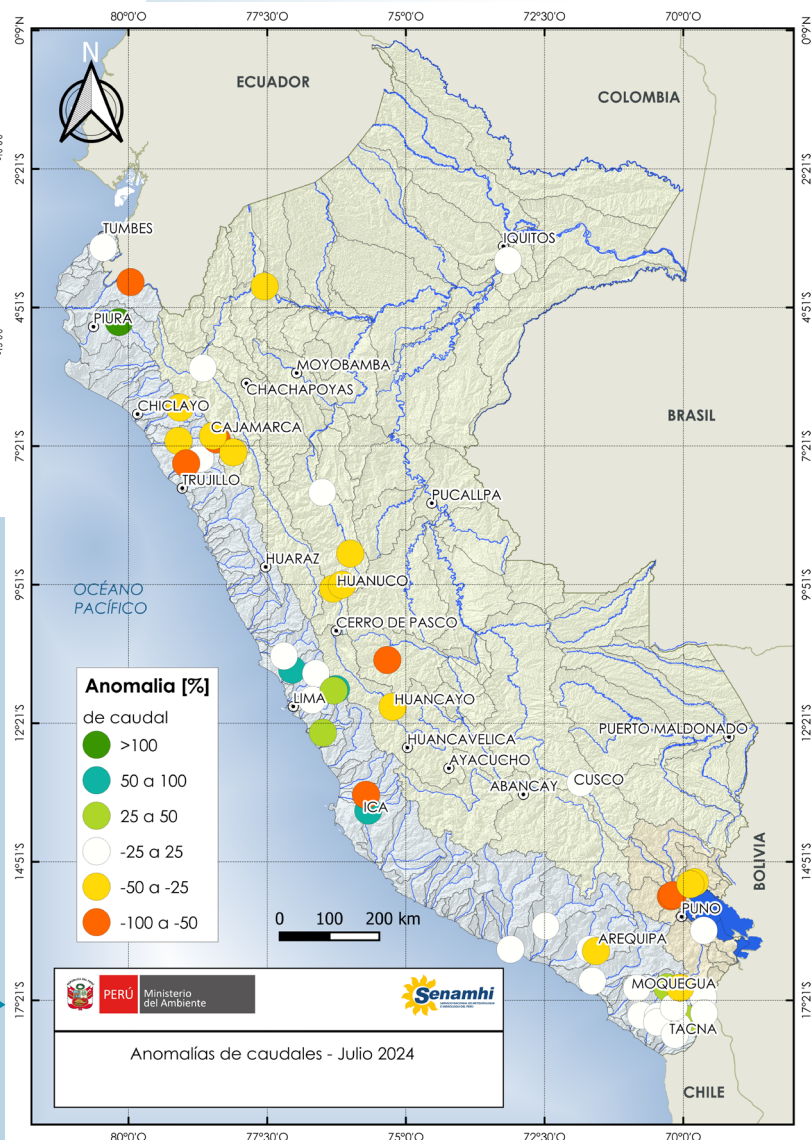 80°0'O 77°30'O 75°0'O 72°30'O 70°0'O
0°9'N
N
ECUADOR
COLOMBIA
2°21'S
2°21'S
TUMBES
IQUITOS
4°51'S
4°51'S
PIURA
MOYOBAMBA
CHACHAPOYAS
CHICLAYO
BRASIL
CAJAMARCA
7°21'S
7°21'S
TRUJILLO
PUCALLPA
HUARAZ
HUANUCO
9°51'S
9°51'S
OCÉANO
PACÍFICO
CERRO DE PASCO
Anomalia [%]
de caudal
>100
50 a 100
25 a 50
-25 a 25
-50 a -25
-100 a -50
LIMA
HUANCAYO
12°21'S
12°21'S
PUERTO MALDONADO
HUANCAVELICA
AYACUCHO
CUSCO
ABANCAY
ICA
BOLIVIA
14°51'S
14°51'S
PUNO
0 100 200 km
AREQUIPA
MOQUEGUA
17°21'S
17°21'S
TACNA
PERÚ
Ministerio
del Ambiente
Senamhi
Anomalías de caudales - Julio 2024
CHILE
80°0'O 77°30'O 75°0'O 72°30'O 70°0'O